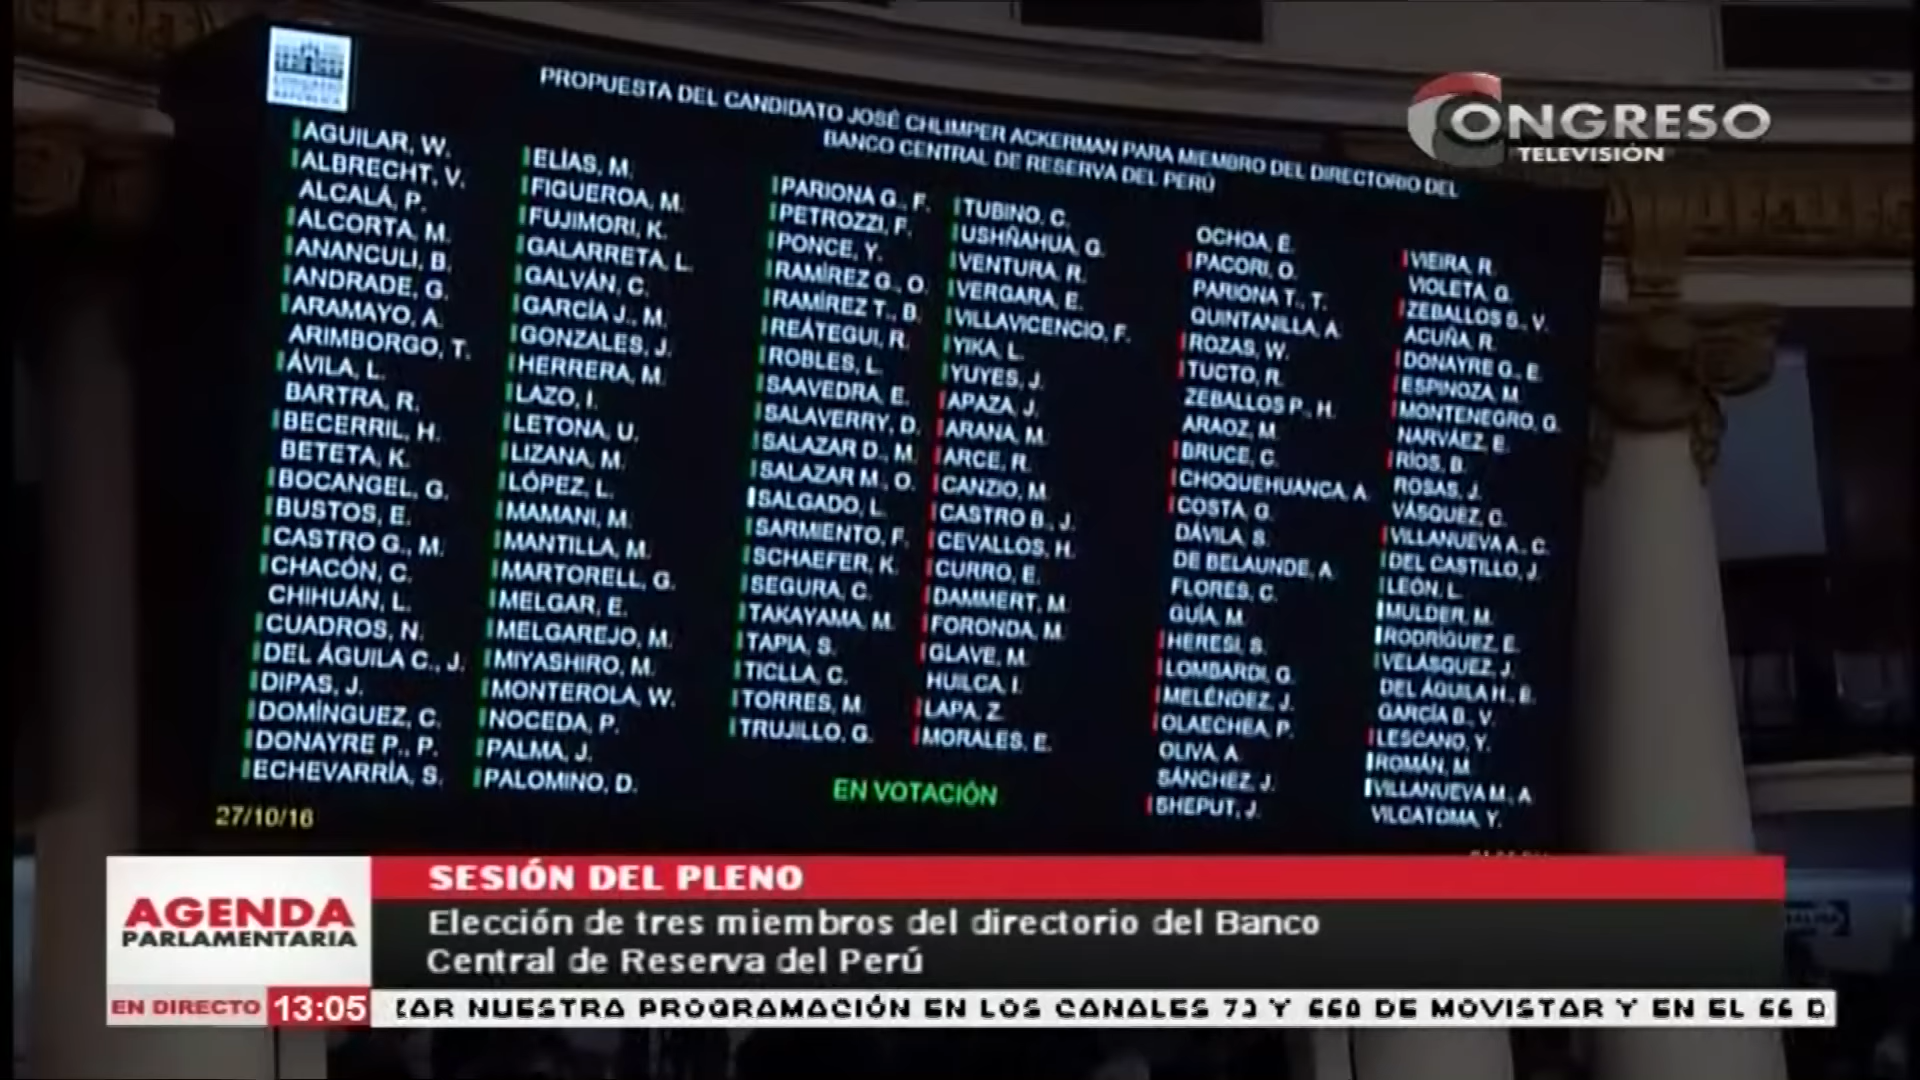 CONGRESO
REPÚBLICA
PROPUESTA DEL CANDIDATO JOSÉ CHLIMPER ACKERMAN PARA MIEMBRO DEL DIRECTORIO DEL
BANCO CENTRAL DE RESERVA DEL PERÚ
CONGRESO
TELEVISIÓN
AGUILAR, W.
ALBRECHT, V.
ALCALÁ, P.
ALCORTA, M.
ANANCULI, B.
ANDRADE, G.
ARAMAYO, A.
ARIMBORGO, T.
ÁVILA, L.
BARTRA, R.
BECERRIL, H.
BETETA, K.
BOCANGEL, G.
BUSTOS, E.
CASTRO G., M.
CHACÓN, C.
CHIHUÁN, L.
CUADROS, N.
DEL ÁGUILA C., J.
DIPAS, J.
DOMÍNGUEZ, C.
DONAYRE P., P.
ECHEVARRÍA, S.
ELÍAS, M.
FIGUEROA, M.
FUJIMORI, K.
GALARRETA, L.
GALVÁN, C.
GARCÍA J., M.
GONZALES, J.
HERRERA, M.
LAZO, I.
LETONA, U.
LIZANA, M.
LÓPEZ, L.
MAMANI, M.
MANTILLA, M.
MARTORELL, G.
MELGAR, E.
MELGAREJO, M.
MIYASHIRO, M.
MONTEROLA, W.
NOCEDA, P.
PALMA, J.
PALOMINO, D.
PARIONA G., F.
PETROZZI, F.
PONCE, Y.
RAMÍREZ G., O.
RAMÍREZ T., B.
REÁTEGUI, R.
ROBLES, L.
SAAVEDRA, E.
SALAVERRY, D.
SALAZAR D., M.
SALAZAR M., O.
SALGADO, L.
SARMIENTO, F.
SCHAEFER, K.
SEGURA, C.
TAKAYAMA, M.
TAPIA, S.
TICLLA, C.
TORRES, M.
TRUJILLO, G.
TUBINO, C.
USHÑAHUA, G.
VENTURA, R.
VERGARA, E.
VILLAVICENCIO, F.
YIKA, L.
YUYES, J.
APAZA, J.
ARANA, M.
ARCE, R.
CANZIO, M.
CASTRO B., J.
CEVALLOS, H.
CURRO, E.
DAMMERT, M.
FORONDA, M.
GLAVE, M.
HUILCA, I.
LAPA, Z.
MORALES, E.
OCHOA, E.
PACORI, O.
PARIONA T., T.
QUINTANILLA, A.
ROZAS, W.
TUCTO, R.
ZEBALLOS P., H.
ARAOZ, M.
BRUCE, C.
CHOQUEHUANCA, A.
COSTA, G.
DÁVILA, S.
DE BELAUNDE, A.
FLORES, C.
GUÍA, M.
HERESI, S.
LOMBARDI, G.
MELÉNDEZ, J.
OLAECHEA, P.
OLIVA, A.
SÁNCHEZ, J.
SHEPUT, J.
VIEIRA, R.
VIOLETA, G.
ZEBALLOS S., V.
ACUÑA, R.
DONAYRE G., E.
ESPINOZA, M.
MONTENEGRO, G.
NARVÁEZ, E.
RÍOS, B.
ROSAS, J.
VÁSQUEZ, C.
VILLANUEVA A., C.
DEL CASTILLO, J.
LEÓN, L.
MULDER, M.
RODRÍGUEZ, E.
VELÁSQUEZ, J.
DEL ÁGUILA H., E.
GARCÍA B., V.
LESCANO, Y.
ROMÁN, M.
VILLANUEVA M., A.
VILCATOMA, Y.
EN VOTACIÓN
27/10/16
SESIÓN DEL PLENO
AGENDA
PARLAMENTARIA
Elección de tres miembros del directorio del Banco
Central de Reserva del Perú
EN DIRECTO 13:05 ZAR NUESTRA PROGRAMACIÓN EN LOS CANALES 73 Y 660 DE MOVISTAR Y EN EL 66 D